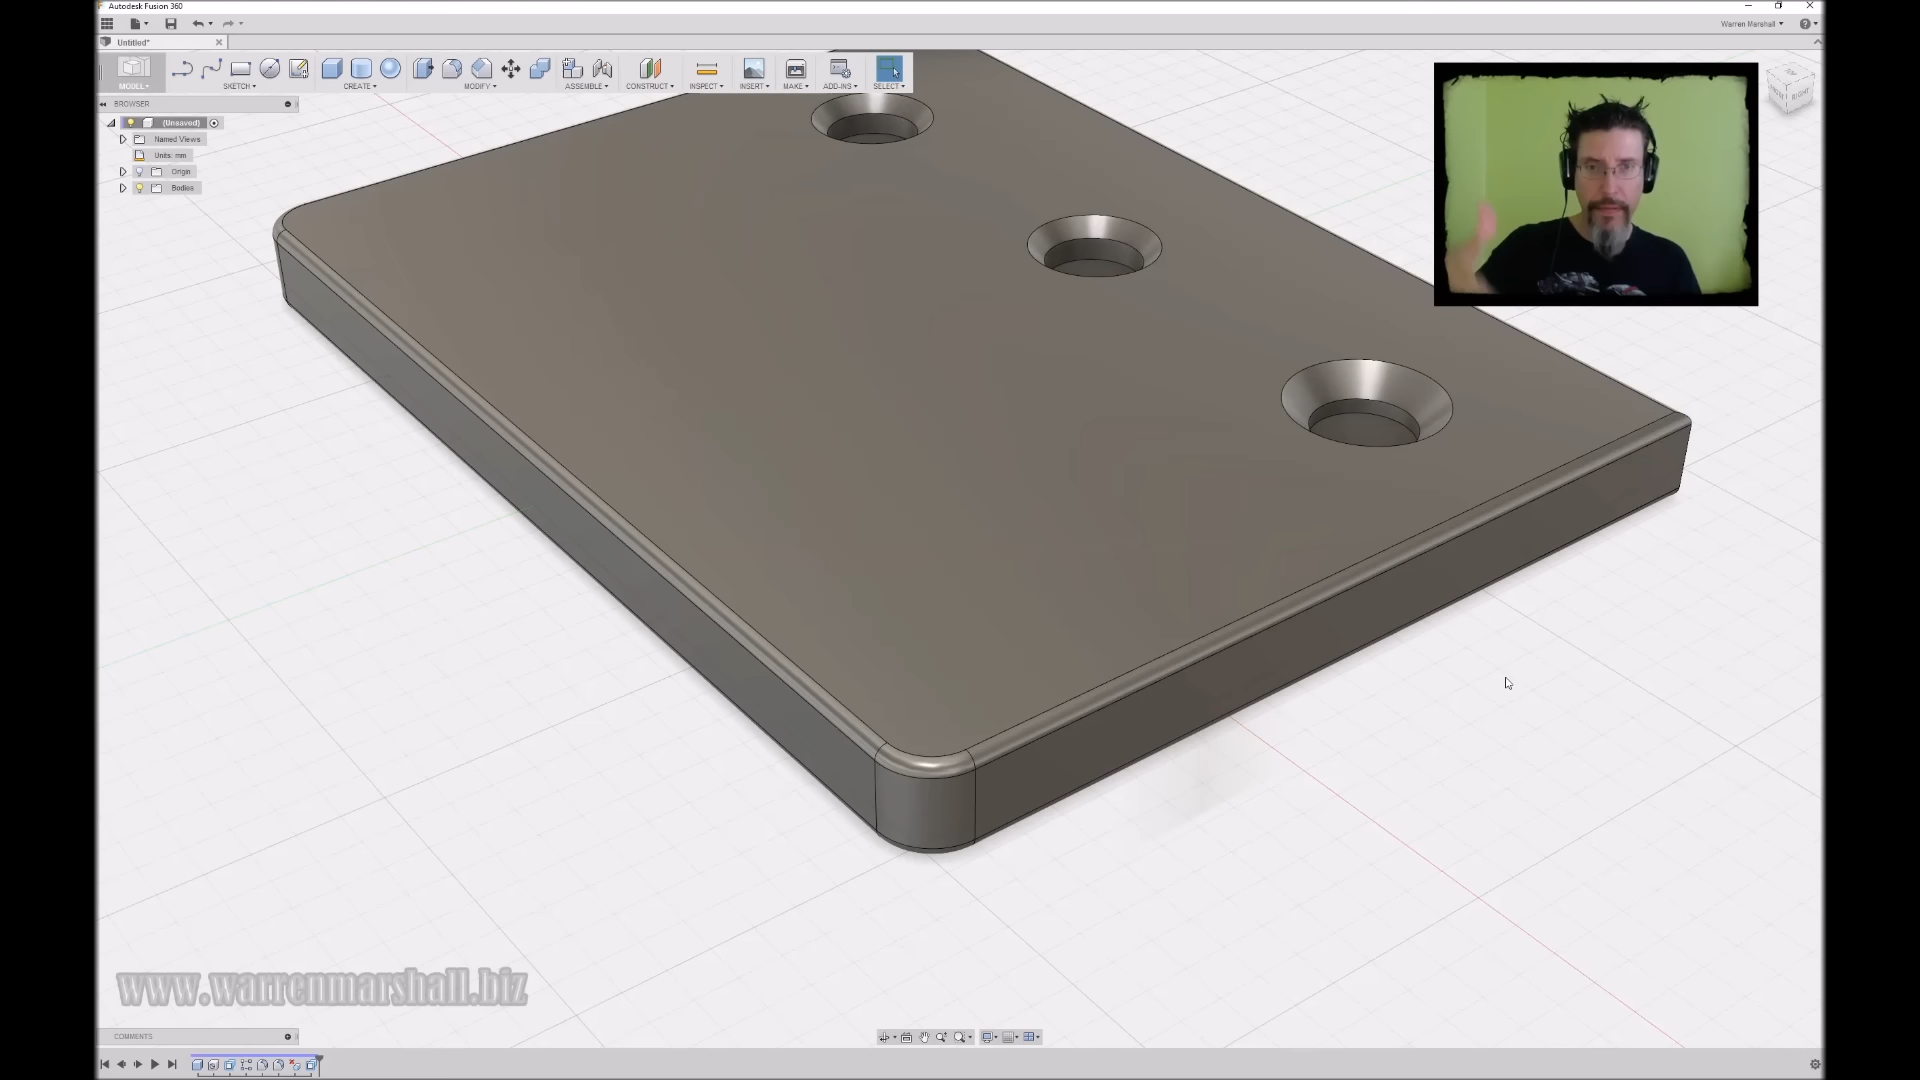 Autodesk Fusion 360
Warren Marshall
Untitled*
MODEL
SKETCH
CREATE
MODIFY
ASSEMBLE
CONSTRUCT
INSPECT
INSERT
MAKE
ADD-INS
SELECT
RIGHT
BROWSER
(Unsaved)
Named Views
Units: mm
Origin
Bodies
www.warrenmarshall.biz
COMMENTS